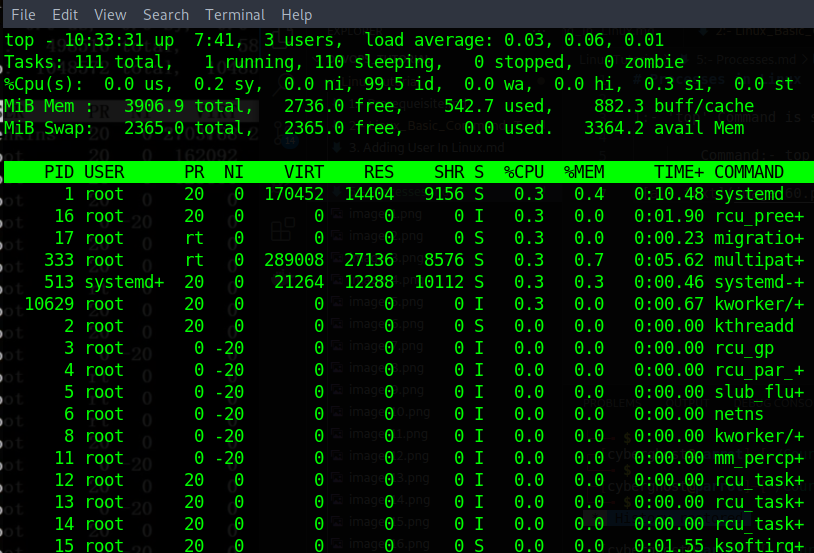 File Edit View Search Terminal Help
top - 10:33:31 up  7:41,  3 users,  load average: 0.03, 0.06, 0.01
Tasks: 111 total,   1 running, 110 sleeping,   0 stopped,   0 zombie
%Cpu(s):  0.0 us,  0.2 sy,  0.0 ni, 99.5 id,  0.0 wa,  0.0 hi,  0.3 si,  0.0 st
MiB Mem :   3906.9 total,   2736.0 free,    542.7 used,    882.3 buff/cache
MiB Swap:   2365.0 total,   2365.0 free,      0.0 used.   3364.2 avail Mem
PID USER      PR  NI    VIRT    RES    SHR S  %CPU  %MEM     TIME+ COMMAND
1 root      20   0  170452  14404   9156 S   0.3   0.4   0:10.48 systemd
16 root      20   0       0      0      0 I   0.3   0.0   0:01.90 rcu_pree+
17 root      rt   0       0      0      0 S   0.3   0.0   0:00.23 migratio+
333 root      rt   0  289008  27136   8576 S   0.3   0.7   0:05.62 multipat+
513 systemd+  20   0   21264  12288  10112 S   0.3   0.3   0:00.46 systemd-+
10629 root      20   0       0      0      0 I   0.3   0.0   0:00.67 kworker/+
2 root      20   0       0      0      0 S   0.0   0.0   0:00.00 kthreadd
3 root       0 -20       0      0      0 I   0.0   0.0   0:00.00 rcu_gp
4 root       0 -20       0      0      0 I   0.0   0.0   0:00.00 rcu_par_+
5 root       0 -20       0      0      0 I   0.0   0.0   0:00.00 slub_flu+
6 root       0 -20       0      0      0 I   0.0   0.0   0:00.00 netns
8 root       0 -20       0      0      0 I   0.0   0.0   0:00.00 kworker/+
11 root       0 -20       0      0      0 I   0.0   0.0   0:00.00 mm_percp+
12 root      20   0       0      0      0 I   0.0   0.0   0:00.00 rcu_task+
13 root      20   0       0      0      0 I   0.0   0.0   0:00.00 rcu_task+
14 root      20   0       0      0      0 I   0.0   0.0   0:00.00 rcu_task+
15 root      20   0       0      0      0 S   0.0   0.0   0:01.55 ksoftirq+
3. Adding User In Linux.md